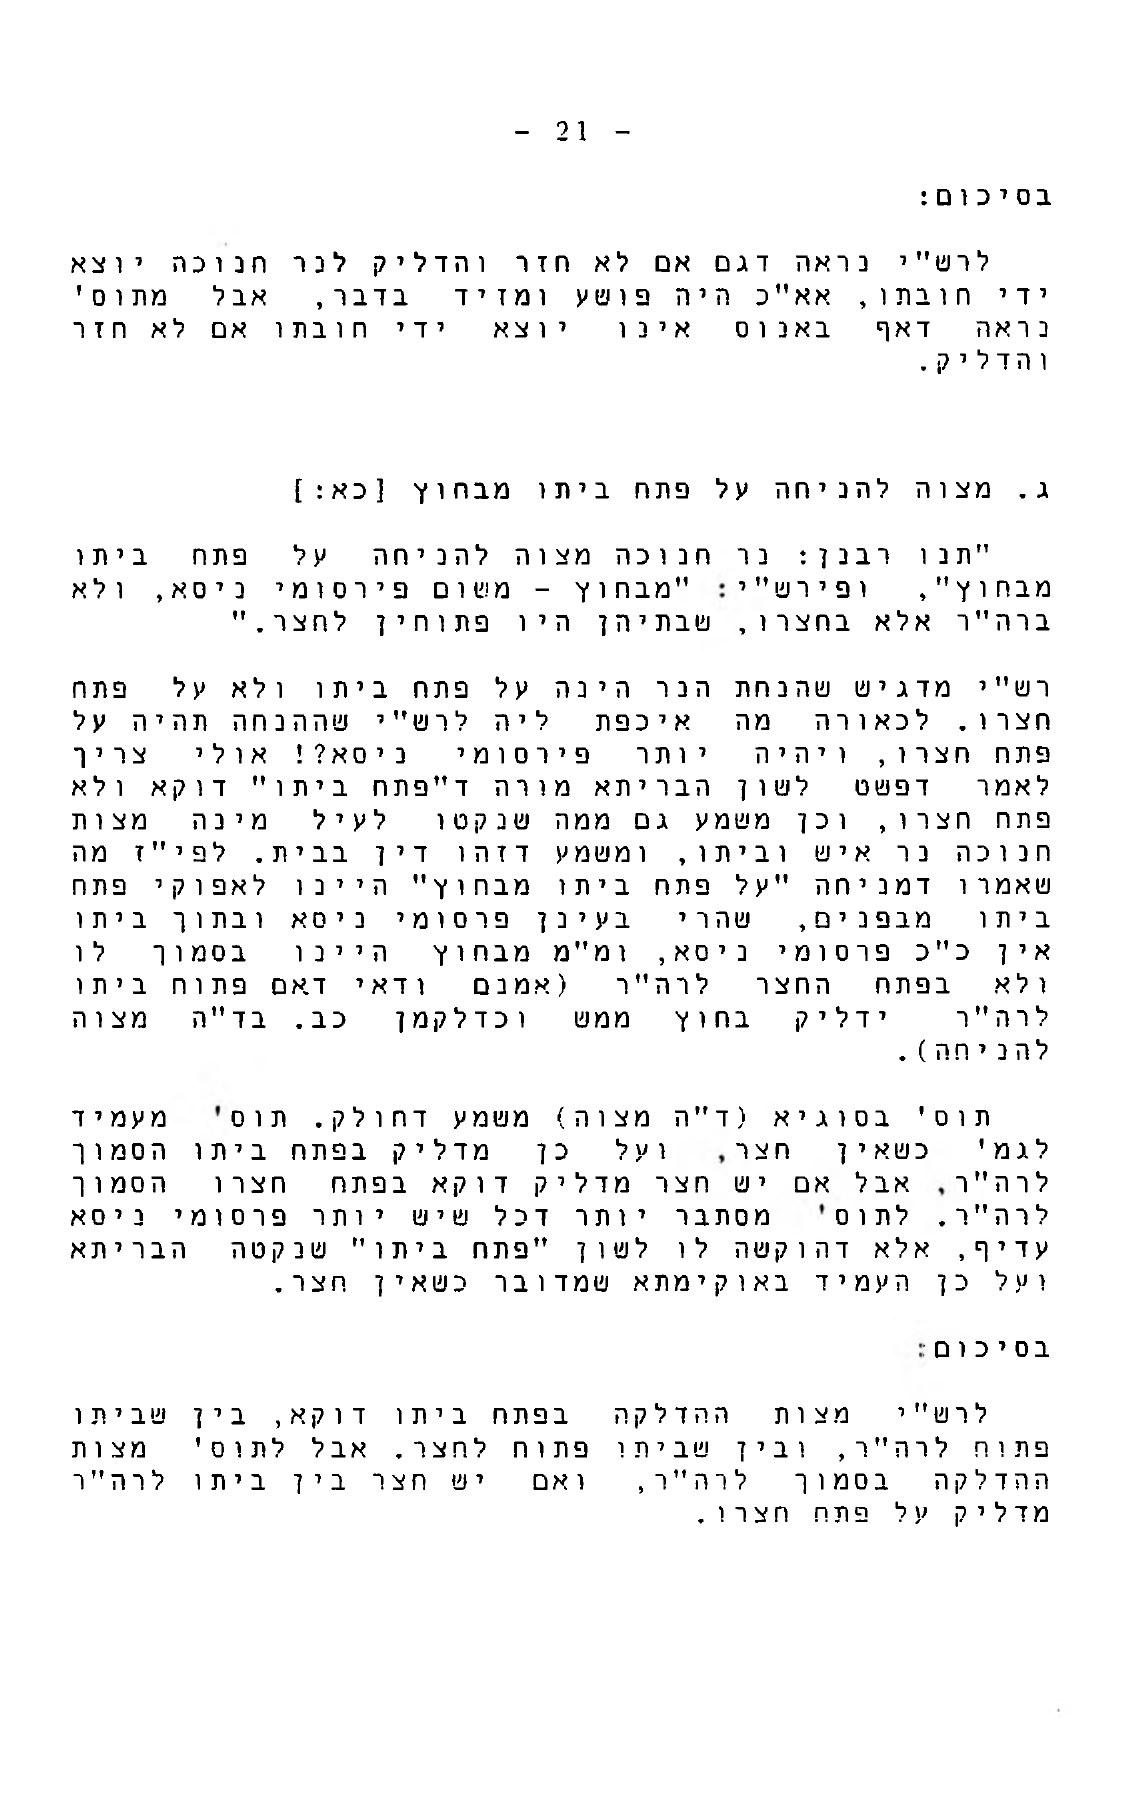 - 21 -
בסיכום:
לרש"י נראה דגם אם לא חזר והדליק לנר חנוכה יוצא
ידי חובתו, אא"כ היה פושע ומזיד בדבר, אבל מתוס'
נראה דאף באנוס אינו יוצא ידי חובתו אם לא חזר
והדליק.
ג. מצוה להניחה על פתח ביתו מבחוץ [כא:]
"תנו רבנן: נר חנוכה מצוה להניחה על פתח ביתו
מבחוץ", ופירש"י: "מבחוץ - משום פירסומי ניסא, ולא
ברה"ר אלא בחצרו, שבתיהן היו פתוחין לחצר."
רש"י מדגיש שהנחת הנר הינה על פתח ביתו ולא על פתח
חצרו. לכאורה מה איכפת ליה לרש"י שההנחה תהיה על
פתח חצרו, ויהיה יותר פירסומי ניסא?! אולי צריך
לאמר דפשט לשון הבריתא מורה ד"פתח ביתו" דוקא ולא
פתח חצרו, וכן משמע גם ממה שנקטו לעיל מינה מצות
חנוכה נר איש וביתו, ומשמע דזהו דין בבית. לפי"ז מה
שאמרו דמניחה "על פתח ביתו מבחוץ" היינו לאפוקי פתח
ביתו מבפנים, שהרי בעינן פרסומי ניסא ובתוך ביתו
אין כ"כ פרסומי ניסא, ומ"מ מבחוץ היינו בסמוך לו
ולא בפתח החצר לרה"ר (אמנם ודאי דאם פתוח ביתו
לרה"ר ידליק בחוץ ממש וכדלקמן כב. בד"ה מצוה
להניחה).
תוס' בסוגיא (ד"ה מצוה) משמע דחולק. תוס' מעמיד
לגמ' כשאין חצר, ועל כן מדליק בפתח ביתו הסמוך
לרה"ר, אבל אם יש חצר מדליק דוקא בפתח חצרו הסמוך
לרה"ר. לתוס' מסתבר יותר דכל שיש יותר פרסומי ניסא
עדיף, אלא דהוקשה לו לשון "פתח ביתו" שנקטה הבריתא
ועל כן העמיד באוקימתא שמדובר כשאין חצר.
בסיכום:
לרש"י מצות ההדלקה בפתח ביתו דוקא, בין שביתו
פתוח לרה"ר, ובין שביתו פתוח לחצר. אבל לתוס' מצות
ההדלקה בסמוך לרה"ר, ואם יש חצר בין ביתו לרה"ר
מדליק על פתח חצרו.